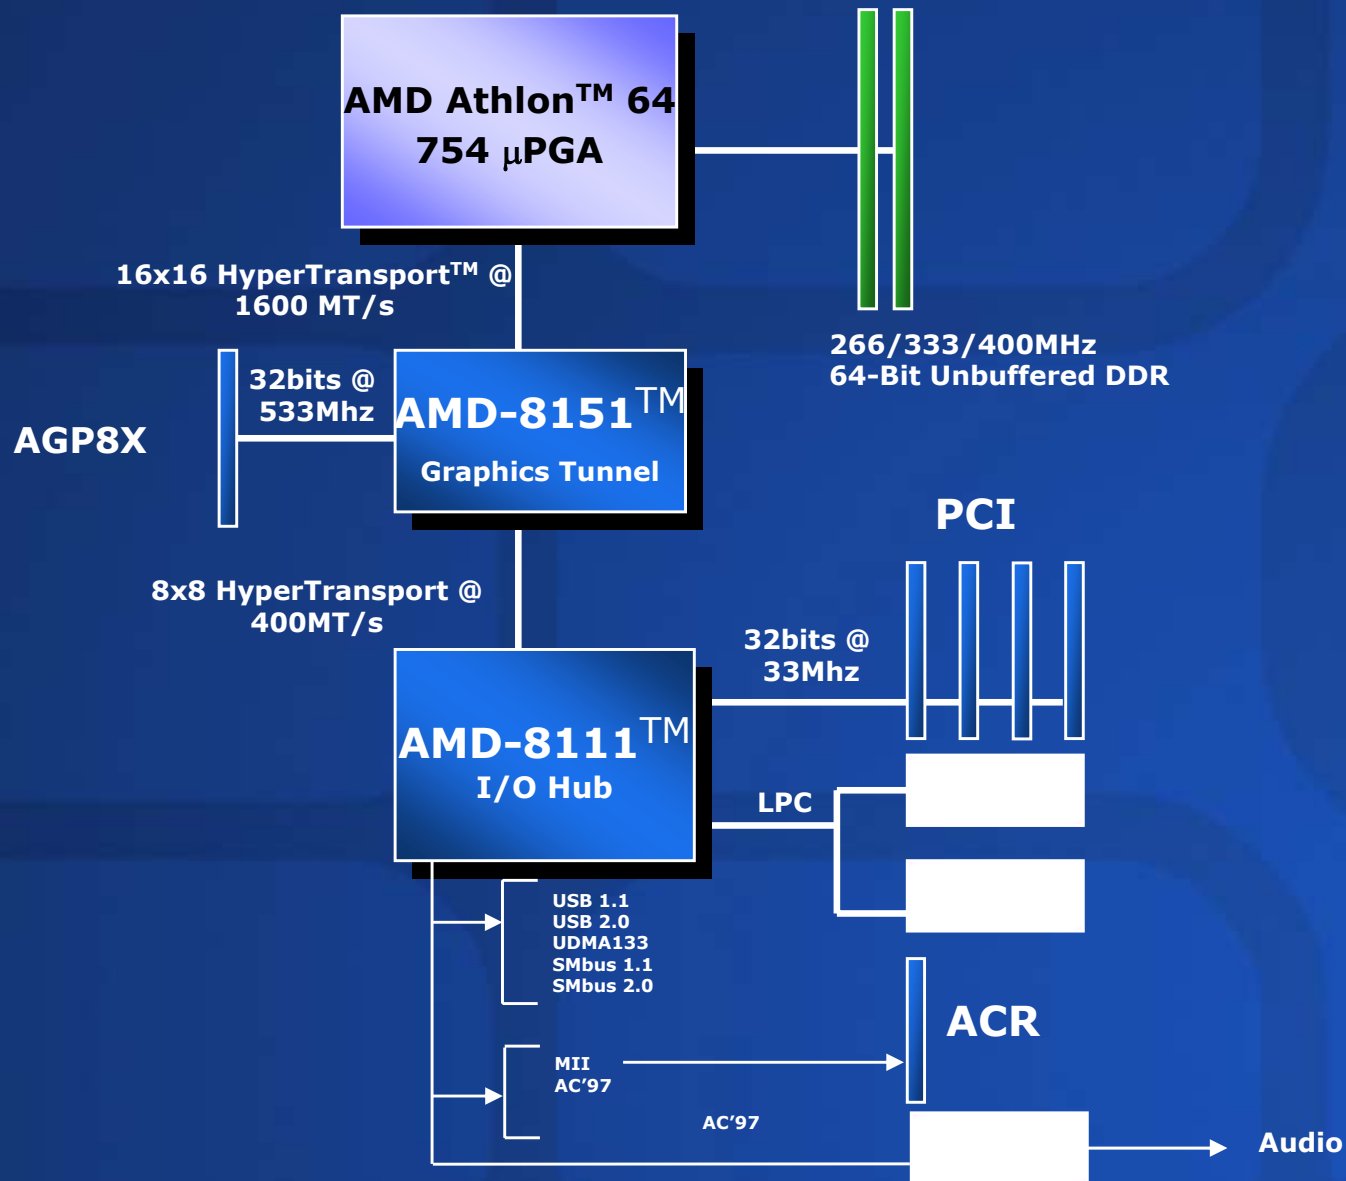 AMD Athlon™ 64
754 μPGA
16x16 HyperTransport™ @
1600 MT/s
266/333/400MHz
64-Bit Unbuffered DDR
32bits @
533Mhz
AGP8X
AMD-8151™
Graphics Tunnel
PCI
8x8 HyperTransport @
400MT/s
32bits @
33Mhz
AMD-8111™
I/O Hub
LPC
USB 1.1
USB 2.0
UDMA133
SMbus 1.1
SMbus 2.0
ACR
MII
AC’97
AC’97
Audio